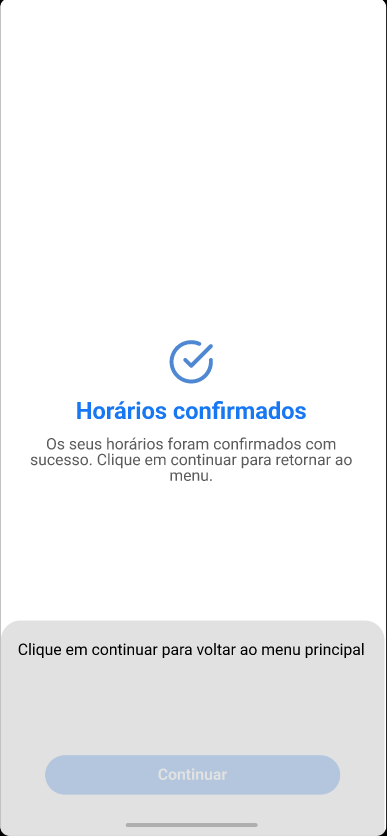 Horários confirmados
Os seus horários foram confirmados com
sucesso. Clique em continuar para retornar ao
menu.
Clique em continuar para voltar ao menu principal
Continuar